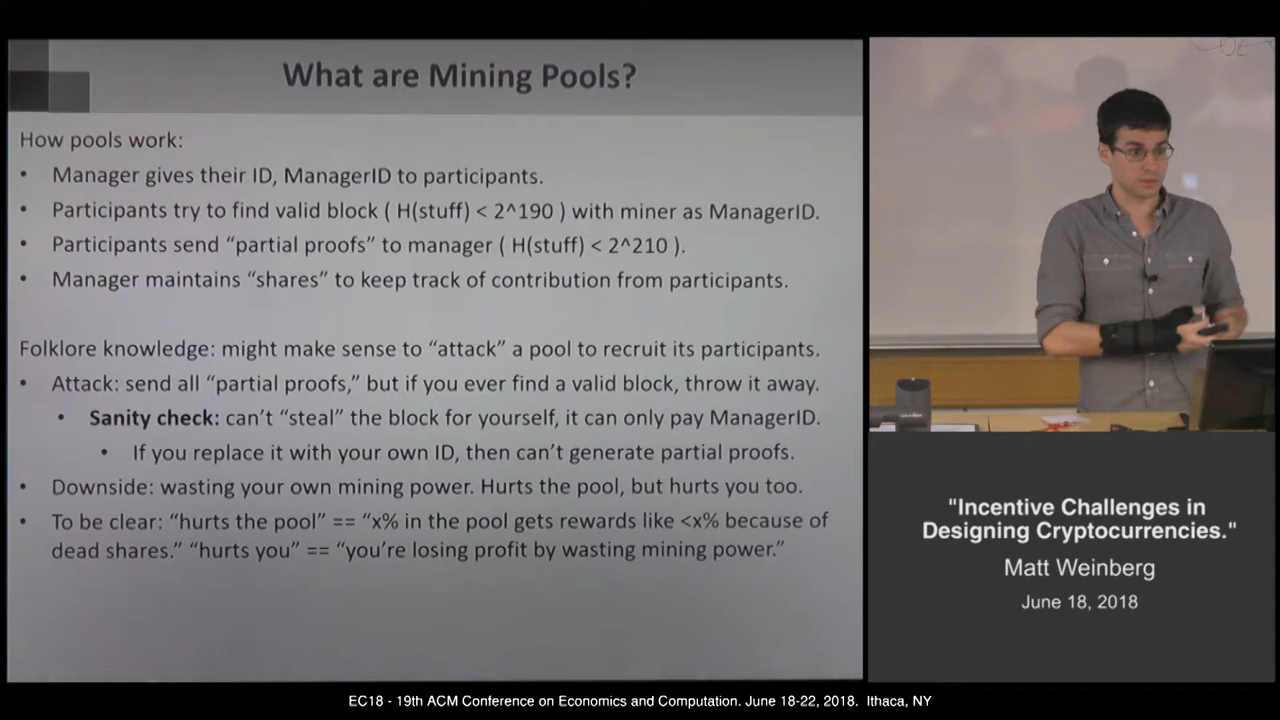 What are Mining Pools?
How pools work:
• Manager gives their ID, ManagerID to participants.
• Participants try to find valid block ( H(stuff) < 2^190 ) with miner as ManagerID.
• Participants send “partial proofs” to manager ( H(stuff) < 2^210 ).
• Manager maintains “shares” to keep track of contribution from participants.
Folklore knowledge: might make sense to “attack” a pool to recruit its participants.
• Attack: send all “partial proofs,” but if you ever find a valid block, throw it away.
• Sanity check: can’t “steal” the block for yourself, it can only pay ManagerID.
• If you replace it with your own ID, then can’t generate partial proofs.
• Downside: wasting your own mining power. Hurts the pool, but hurts you too.
• To be clear: “hurts the pool” == “x% in the pool gets rewards like <x% because of
dead shares.” “hurts you” == “you’re losing profit by wasting mining power.”
"Incentive Challenges in
Designing Cryptocurrencies."
Matt Weinberg
June 18, 2018
EC18 - 19th ACM Conference on Economics and Computation. June 18-22, 2018. Ithaca, NY